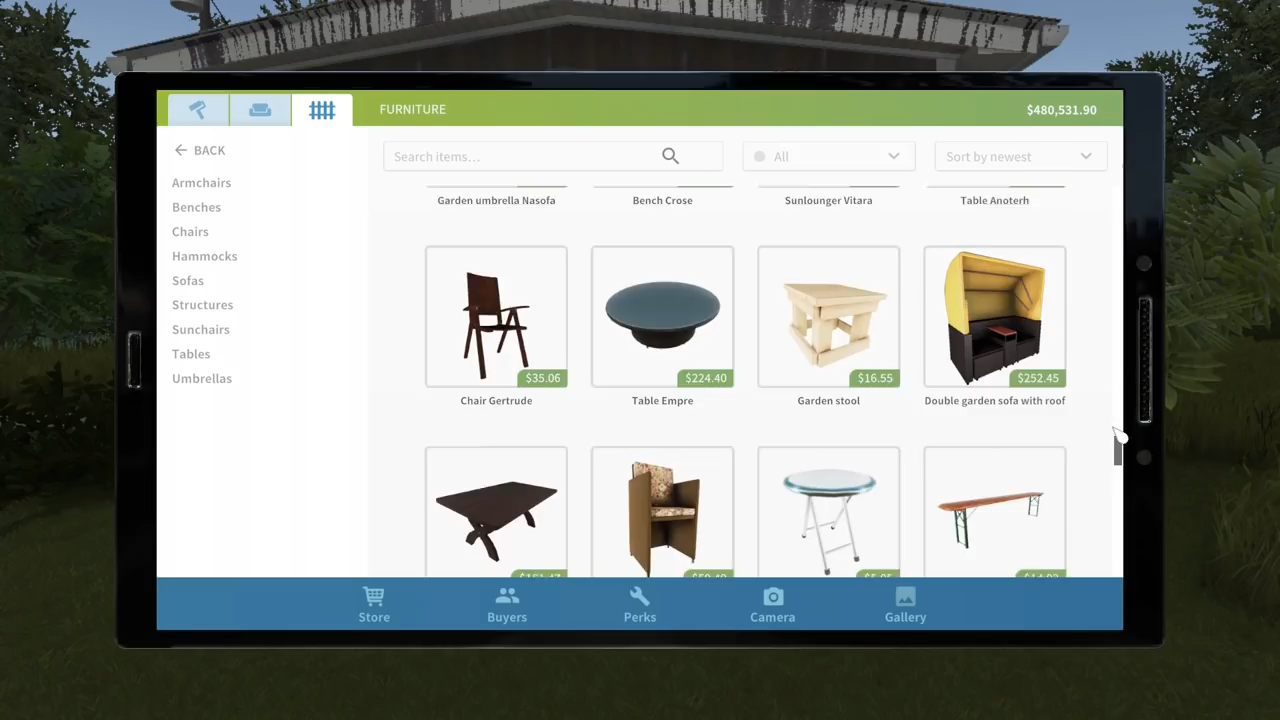 FURNITURE
$480,531.90
BACK
Search items...
All
Sort by newest
Armchairs
Benches
Chairs
Hammocks
Sofas
Structures
Sunchairs
Tables
Umbrellas
Garden umbrella Nasofa
Bench Crose
Sunlounger Vitara
Table Anoterh
$35.06
$224.40
$16.55
$252.45
Chair Gertrude
Table Empre
Garden stool
Double garden sofa with roof
Store
Buyers
Perks
Camera
Gallery